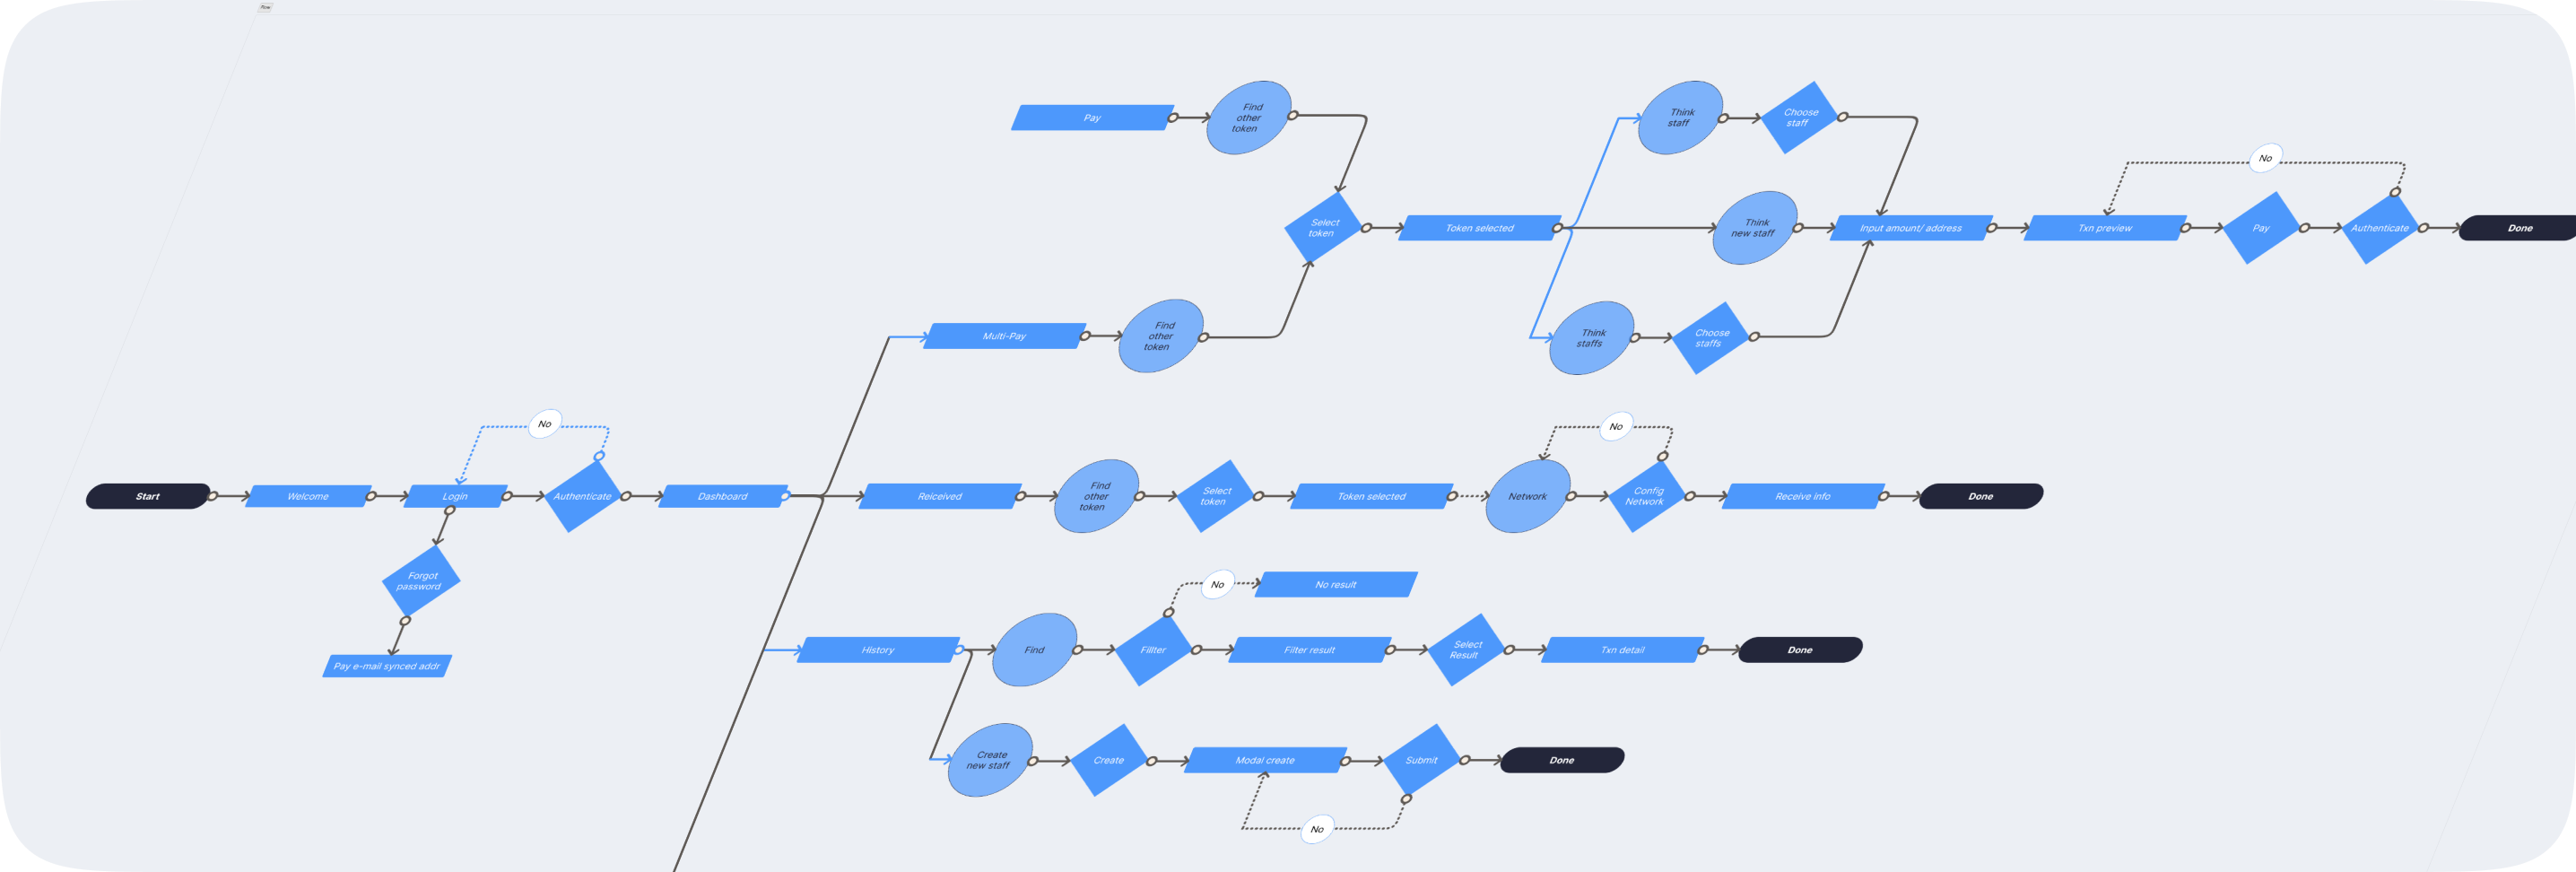 Flow
Pay
Find
other
token
Think
staff
Choose
staff
No
Select
token
Token selected
Think
new staff
Input amount/ address
Txn preview
Pay
Authenticate
Done
Multi-Pay
Find
other
token
Think
staffs
Choose
staffs
No
No
Start
Welcome
Login
Authenticate
Dashboard
Reiceived
Find
other
token
Select
token
Token selected
Network
Config
Network
Receive info
Done
Forgot
password
No
No result
Pay e-mail synced addr
History
Find
Fillter
Filter result
Select
Result
Txn detail
Done
Create
new staff
Create
Modal create
Submit
Done
No